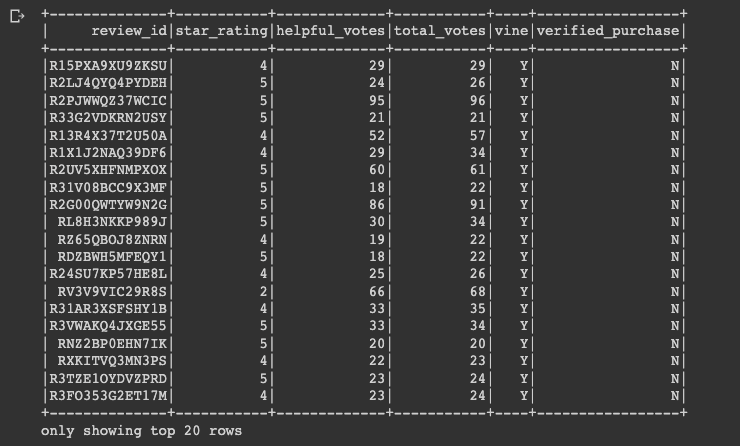 +--------------+-----------+-------------+-----------+----+-----------------+
|     review_id|star_rating|helpful_votes|total_votes|vine|verified_purchase|
+--------------+-----------+-------------+-----------+----+-----------------+
|R15PXA9XU9ZKSU|          4|           29|         29|   Y|                N|
|R2LJ4QYQ4PYDEH|          5|           24|         26|   Y|                N|
|R2PJWWQZ37WCIC|          5|           95|         96|   Y|                N|
|R33G2VDKRN2USY|          5|           21|         21|   Y|                N|
|R13R4X37T2U50A|          4|           52|         57|   Y|                N|
|R1X1J2NAQ39DF6|          4|           29|         34|   Y|                N|
|R2UV5XHFNMPXOX|          5|           60|         61|   Y|                N|
|R31V08BCC9X3MF|          5|           18|         22|   Y|                N|
|R2G00QWTYW9N2G|          5|           86|         91|   Y|                N|
| RL8H3NKKP989J|          5|           30|         34|   Y|                N|
| RZ65QBOJ8ZNRN|          4|           19|         22|   Y|                N|
| RDZBWH5MFEQY1|          5|           18|         22|   Y|                N|
|R24SU7KP57HE8L|          4|           25|         26|   Y|                N|
| RV3V9VIC29R8S|          2|           66|         68|   Y|                N|
|R31AR3XSFSHY1B|          4|           33|         35|   Y|                N|
|R3VWAKQ4JXGE55|          5|           33|         34|   Y|                N|
| RNZ2BP0EHN7IK|          5|           20|         20|   Y|                N|
| RXKITVQ3MN3PS|          4|           22|         23|   Y|                N|
|R3TZE1OYDVZPRD|          5|           23|         24|   Y|                N|
|R3FO353G2ET17M|          4|           23|         24|   Y|                N|
+--------------+-----------+-------------+-----------+----+-----------------+
only showing top 20 rows